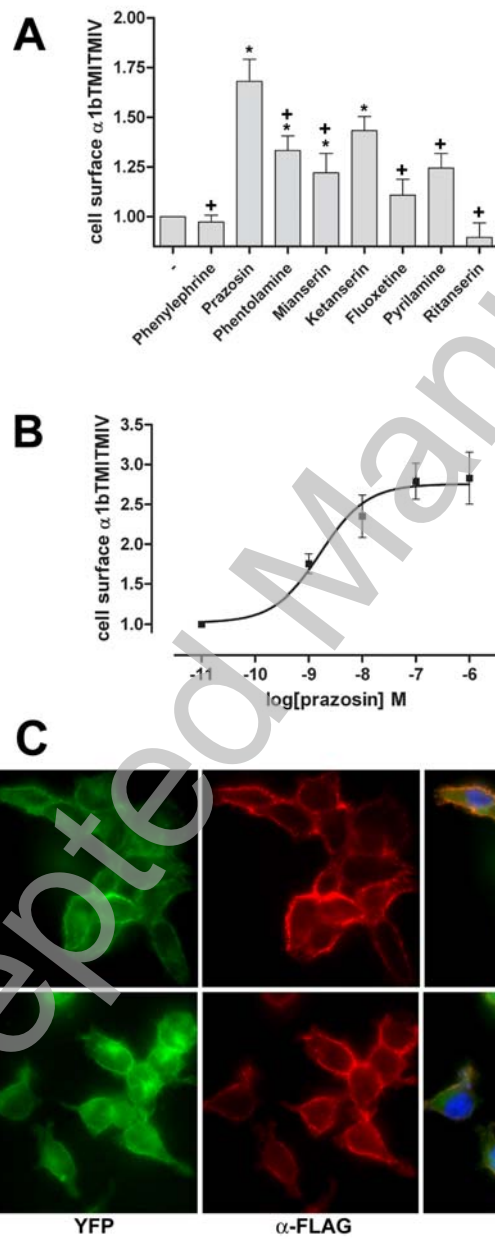 A
cell surface α1bTMITMIV
2.00
1.75
1.50
1.25
1.00
*
*
*
*
+
+
+
+
+
+
-
Phenylephrine
Prazosin
Phentolamine
Mianserin
Ketanserin
Fluoxetine
Pyrilamine
Ritanserin
B
cell surface α1bTMITMIV
3.5
3.0
2.5
2.0
1.5
1.0
-11 -10 -9 -8 -7 -6
log[prazosin] M
C
YFP α-FLAG
epted Man